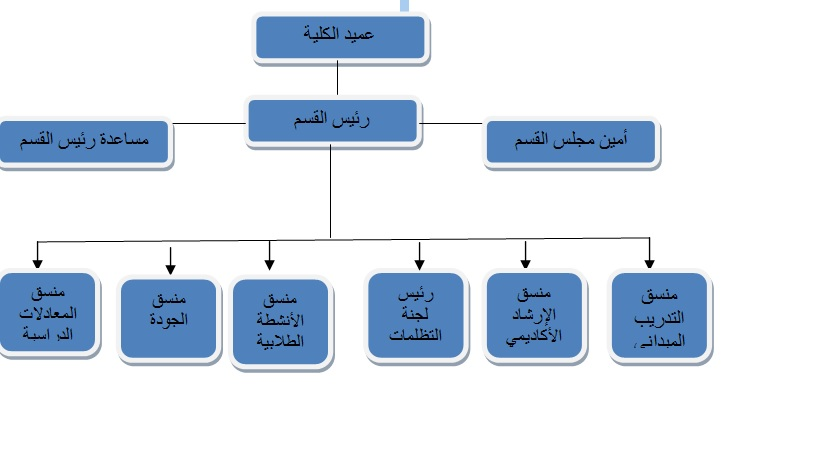 عميد الكلية
رئيس القسم
أمين مجلس القسم
مساعدة رئيس القسم
منسق
التدريب
الميداني
منسق
الإرشاد
الأكاديمي
رئيس
لجنة
التظلمات
منسق
الأنشطة
الطلابية
منسق
الجودة
منسق
المعادلات
الدراسية